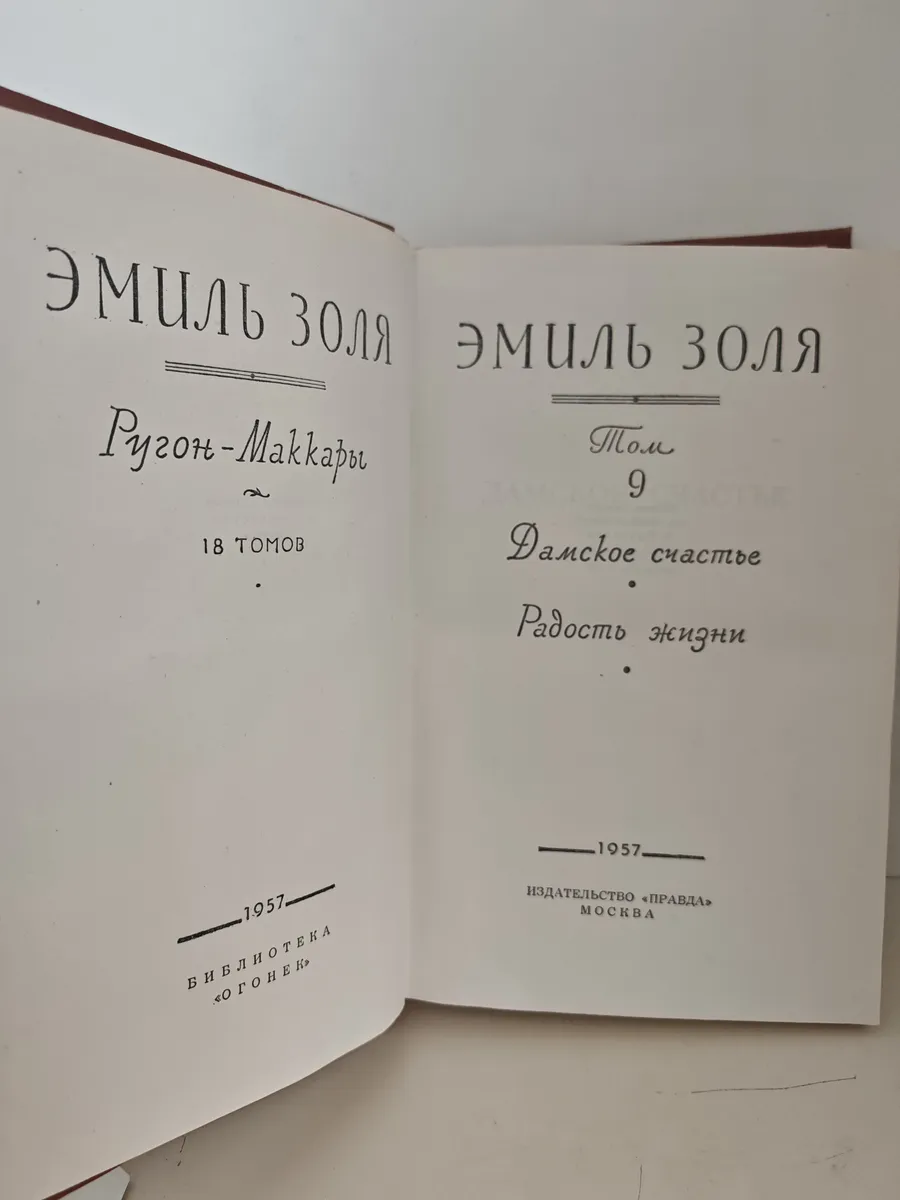 ЭМИЛЬ ЗОЛЯ
Ругон-Маккары
18 ТОМОВ
1957
БИБЛИОТЕКА
«ОГОНЕК»
ЭМИЛЬ ЗОЛЯ
Том
9
Дамское счастье
Радость жизни
1957
ИЗДАТЕЛЬСТВО «ПРАВДА»
МОСКВА